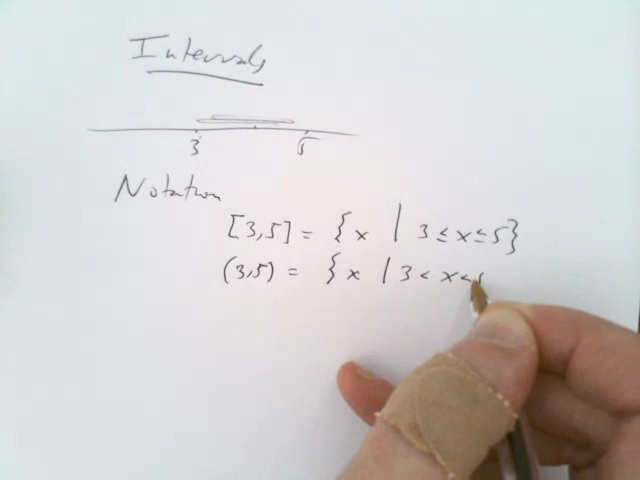 Intervals
3 5
Notation
[3,5] = {x | 3 ≤ x ≤ 5}
(3,5) = {x | 3 < x <